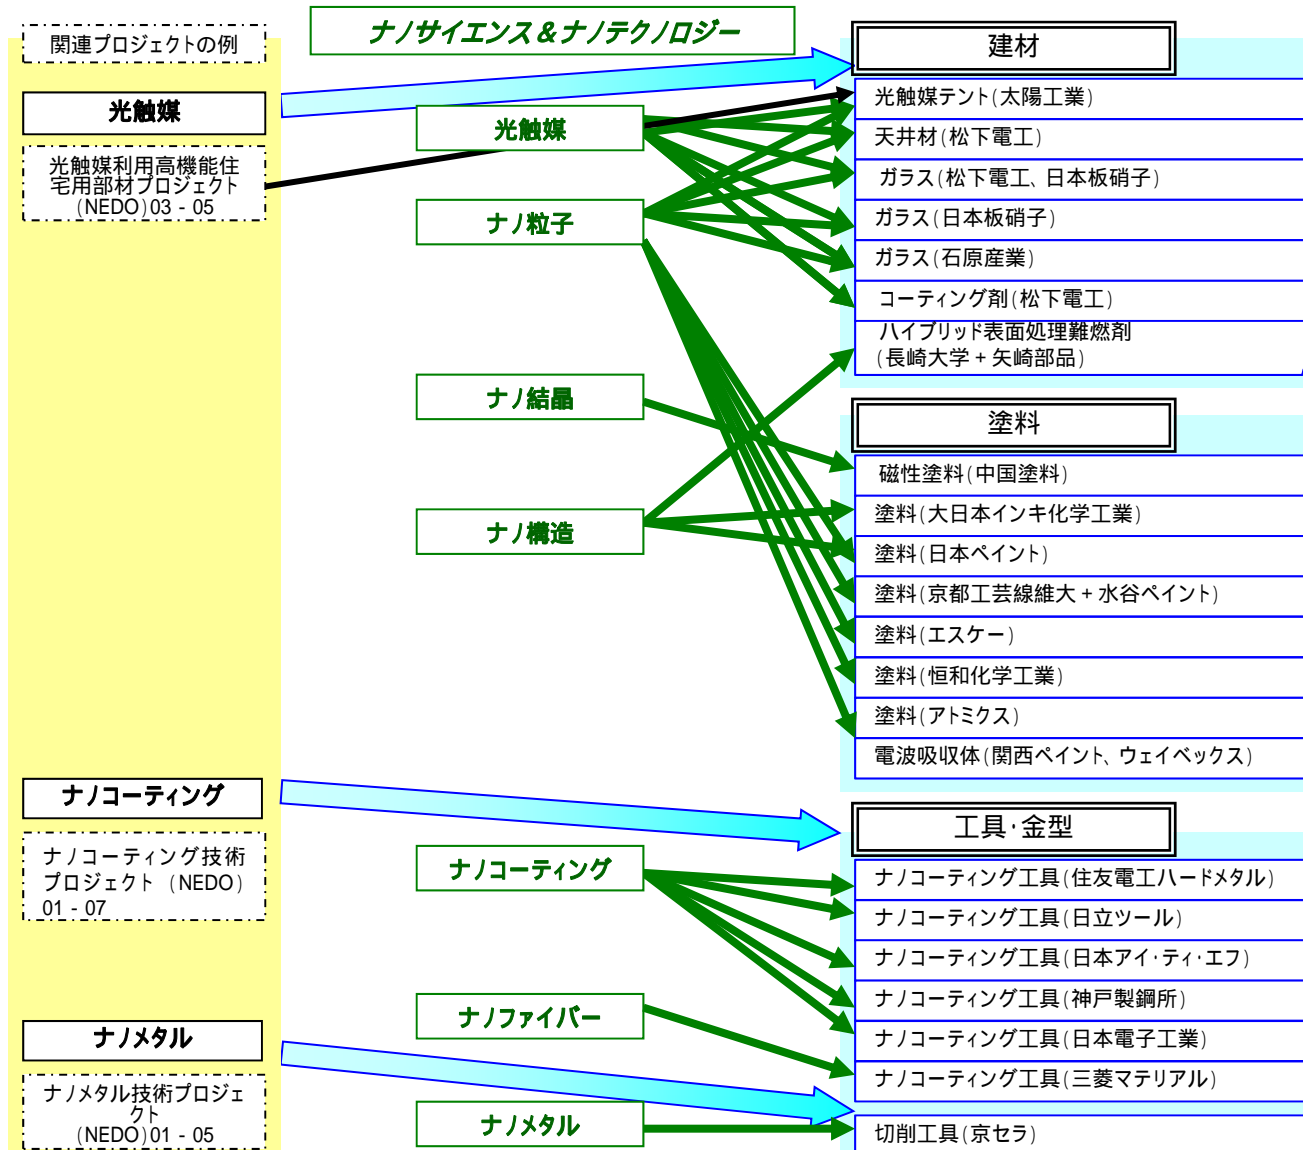 関連プロジェクトの例
光触媒
光触媒利用高機能住
宅用部材プロジェクト
(NEDO)03 - 05
ナノコーティング
ナノコーティング技術
プロジェクト (NEDO)
01 - 07
ナノメタル
ナノメタル技術プロジェ
クト
(NEDO)01 - 05
ナノサイエンス&ナノテクノロジー
光触媒
ナノ粒子
ナノ結晶
ナノ構造
ナノコーティング
ナノファイバー
ナノメタル
建材
光触媒テント(太陽工業)
天井材(松下電工)
ガラス(松下電工、日本板硝子)
ガラス(日本板硝子)
ガラス(石原産業)
コーティング剤(松下電工)
ハイブリッド表面処理難燃剤
(長崎大学+矢崎部品)
塗料
磁性塗料(中国塗料)
塗料(大日本インキ化学工業)
塗料(日本ペイント)
塗料(京都工芸線維大+水谷ペイント)
塗料(エスケー)
塗料(恒和化学工業)
塗料(アトミクス)
電波吸収体(関西ペイント、ウェイベックス)
工具・金型
ナノコーティング工具(住友電工ハードメタル)
ナノコーティング工具(日立ツール)
ナノコーティング工具(日本アイ・ティ・エフ)
ナノコーティング工具(神戸製鋼所)
ナノコーティング工具(日本電子工業)
ナノコーティング工具(三菱マテリアル)
切削工具(京セラ)